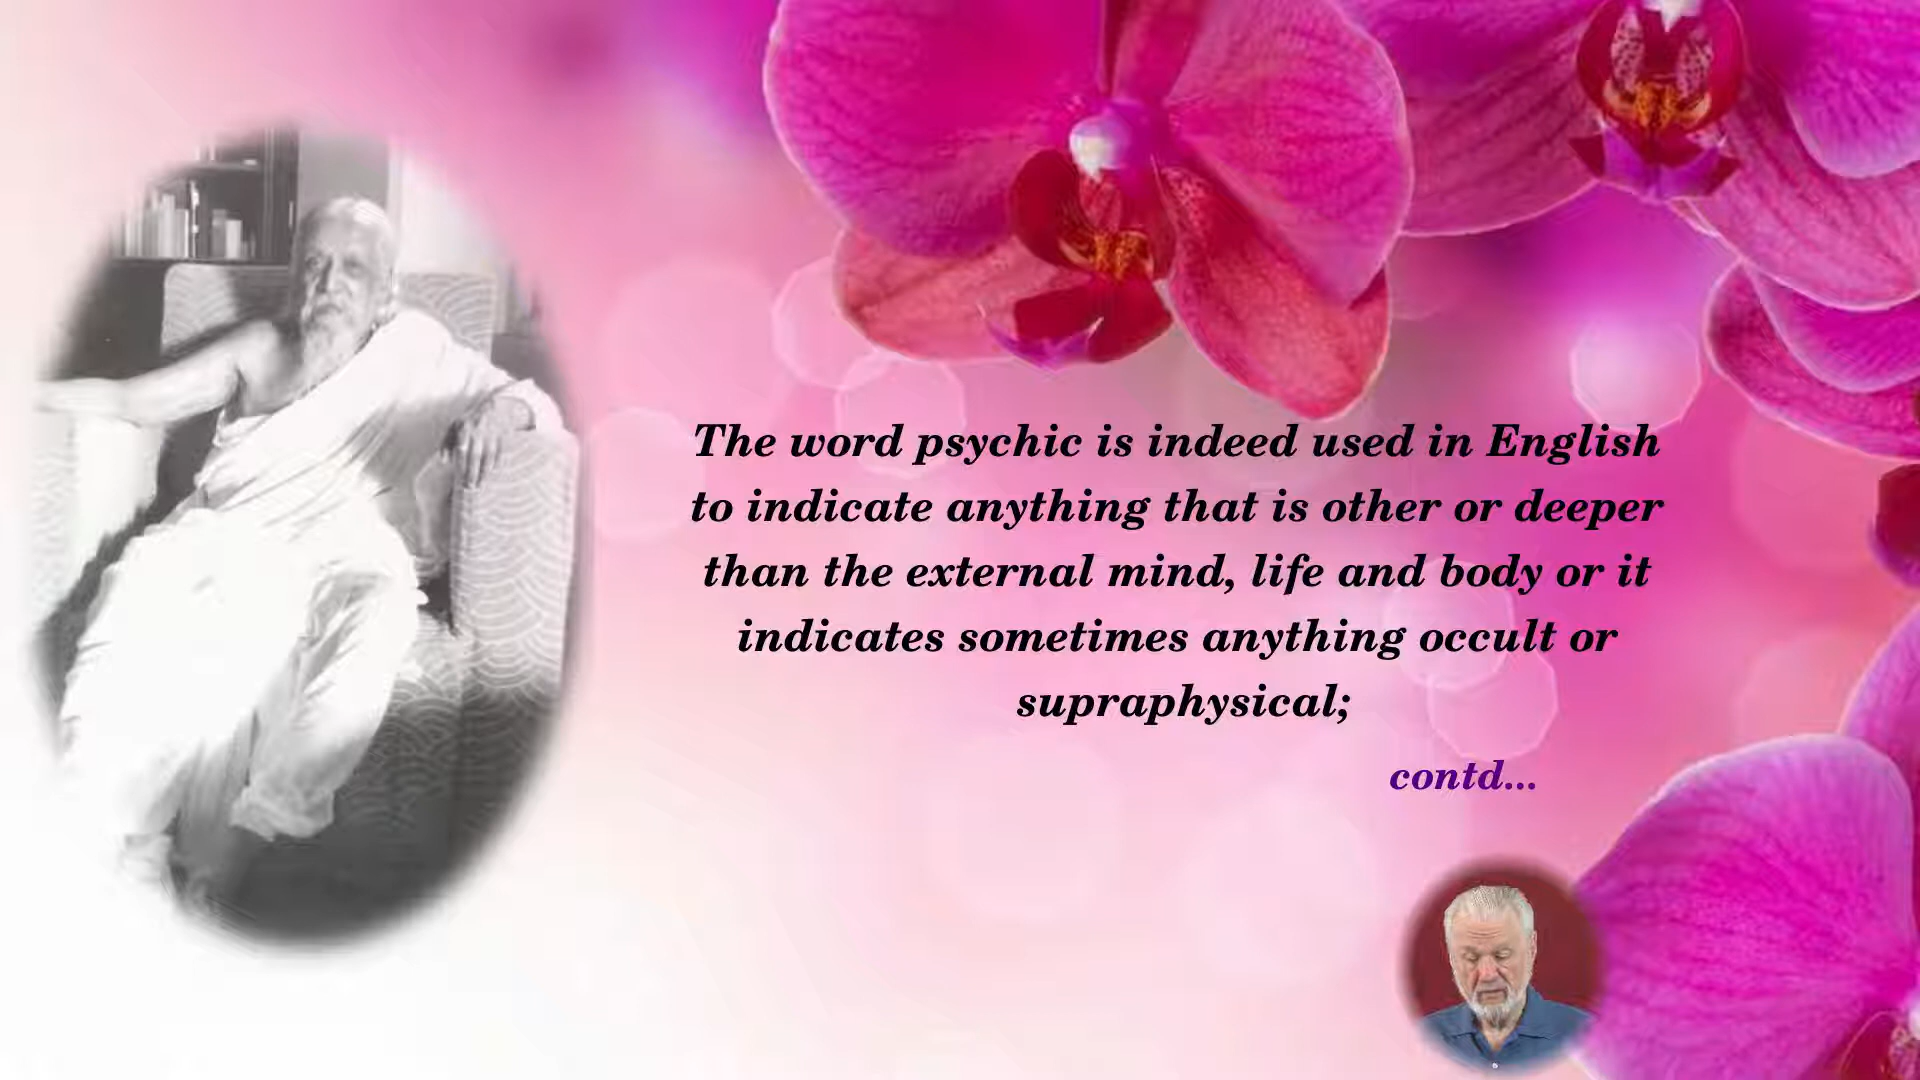 The word psychic is indeed used in English
to indicate anything that is other or deeper
than the external mind, life and body or it
indicates sometimes anything occult or
supraphysical;
contd...